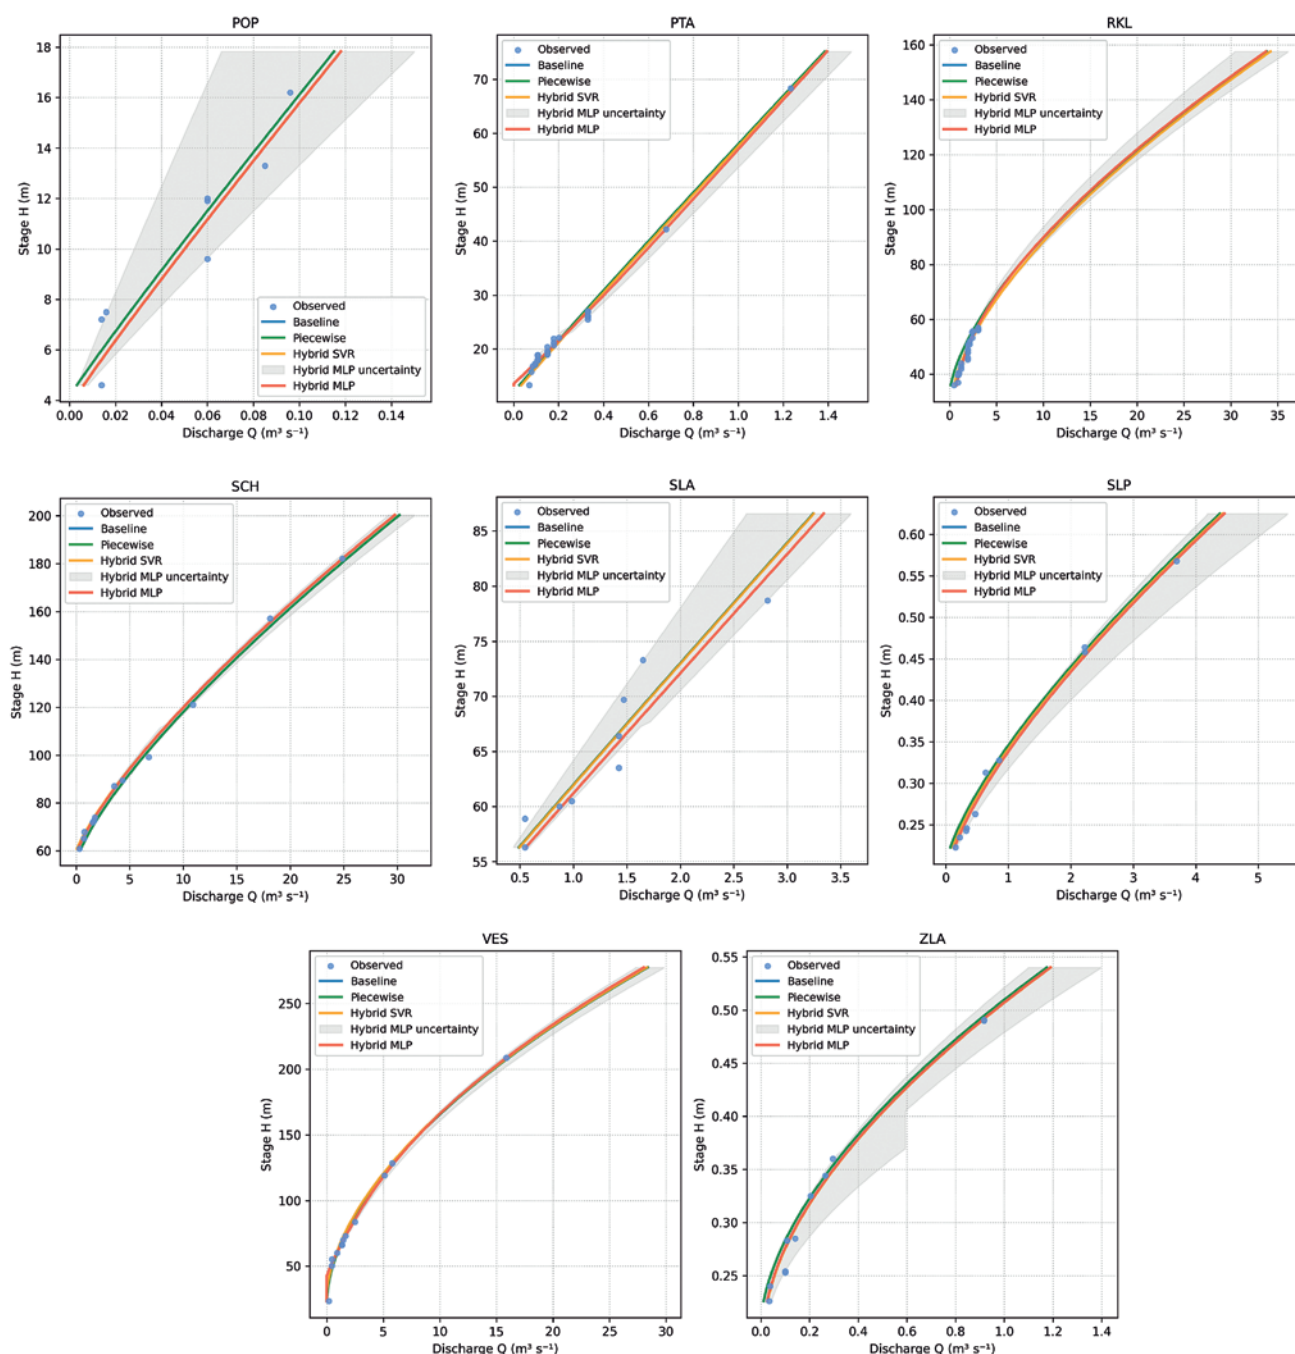 POP
18
16
14
12
10
8
6
4
Stage H (m)
Observed
Baseline
Piecewise
Hybrid SVR
Hybrid MLP uncertainty
Hybrid MLP
0.00 0.02 0.04 0.06 0.08 0.10 0.12 0.14
Discharge Q (m³ s⁻¹)
PTA
Observed
Baseline
Piecewise
Hybrid SVR
Hybrid MLP uncertainty
Hybrid MLP
70
60
50
40
30
20
Stage H (m)
0.0 0.2 0.4 0.6 0.8 1.0 1.2 1.4
Discharge Q (m³ s⁻¹)
RKL
Observed
Baseline
Piecewise
Hybrid SVR
Hybrid MLP uncertainty
Hybrid MLP
160
140
120
100
80
60
40
Stage H (m)
0 5 10 15 20 25 30 35
Discharge Q (m³ s⁻¹)
SCH
Observed
Baseline
Piecewise
Hybrid SVR
Hybrid MLP uncertainty
Hybrid MLP
200
180
160
140
120
100
80
60
Stage H (m)
0 5 10 15 20 25 30
Discharge Q (m³ s⁻¹)
SLA
Observed
Baseline
Piecewise
Hybrid SVR
Hybrid MLP uncertainty
Hybrid MLP
85
80
75
70
65
60
55
Stage H (m)
0.5 1.0 1.5 2.0 2.5 3.0 3.5
Discharge Q (m³ s⁻¹)
SLP
Observed
Baseline
Piecewise
Hybrid SVR
Hybrid MLP uncertainty
Hybrid MLP
0.60
0.55
0.50
0.45
0.40
0.35
0.30
0.25
Stage H (m)
0 1 2 3 4 5
Discharge Q (m³ s⁻¹)
VES
Observed
Baseline
Piecewise
Hybrid SVR
Hybrid MLP uncertainty
Hybrid MLP
250
200
150
100
50
Stage H (m)
0 5 10 15 20 25 30
Discharge Q (m³ s⁻¹)
ZLA
Observed
Baseline
Piecewise
Hybrid SVR
Hybrid MLP uncertainty
Hybrid MLP
0.55
0.50
0.45
0.40
0.35
0.30
0.25
Stage H (m)
0.0 0.2 0.4 0.6 0.8 1.0 1.2 1.4
Discharge Q (m³ s⁻¹)